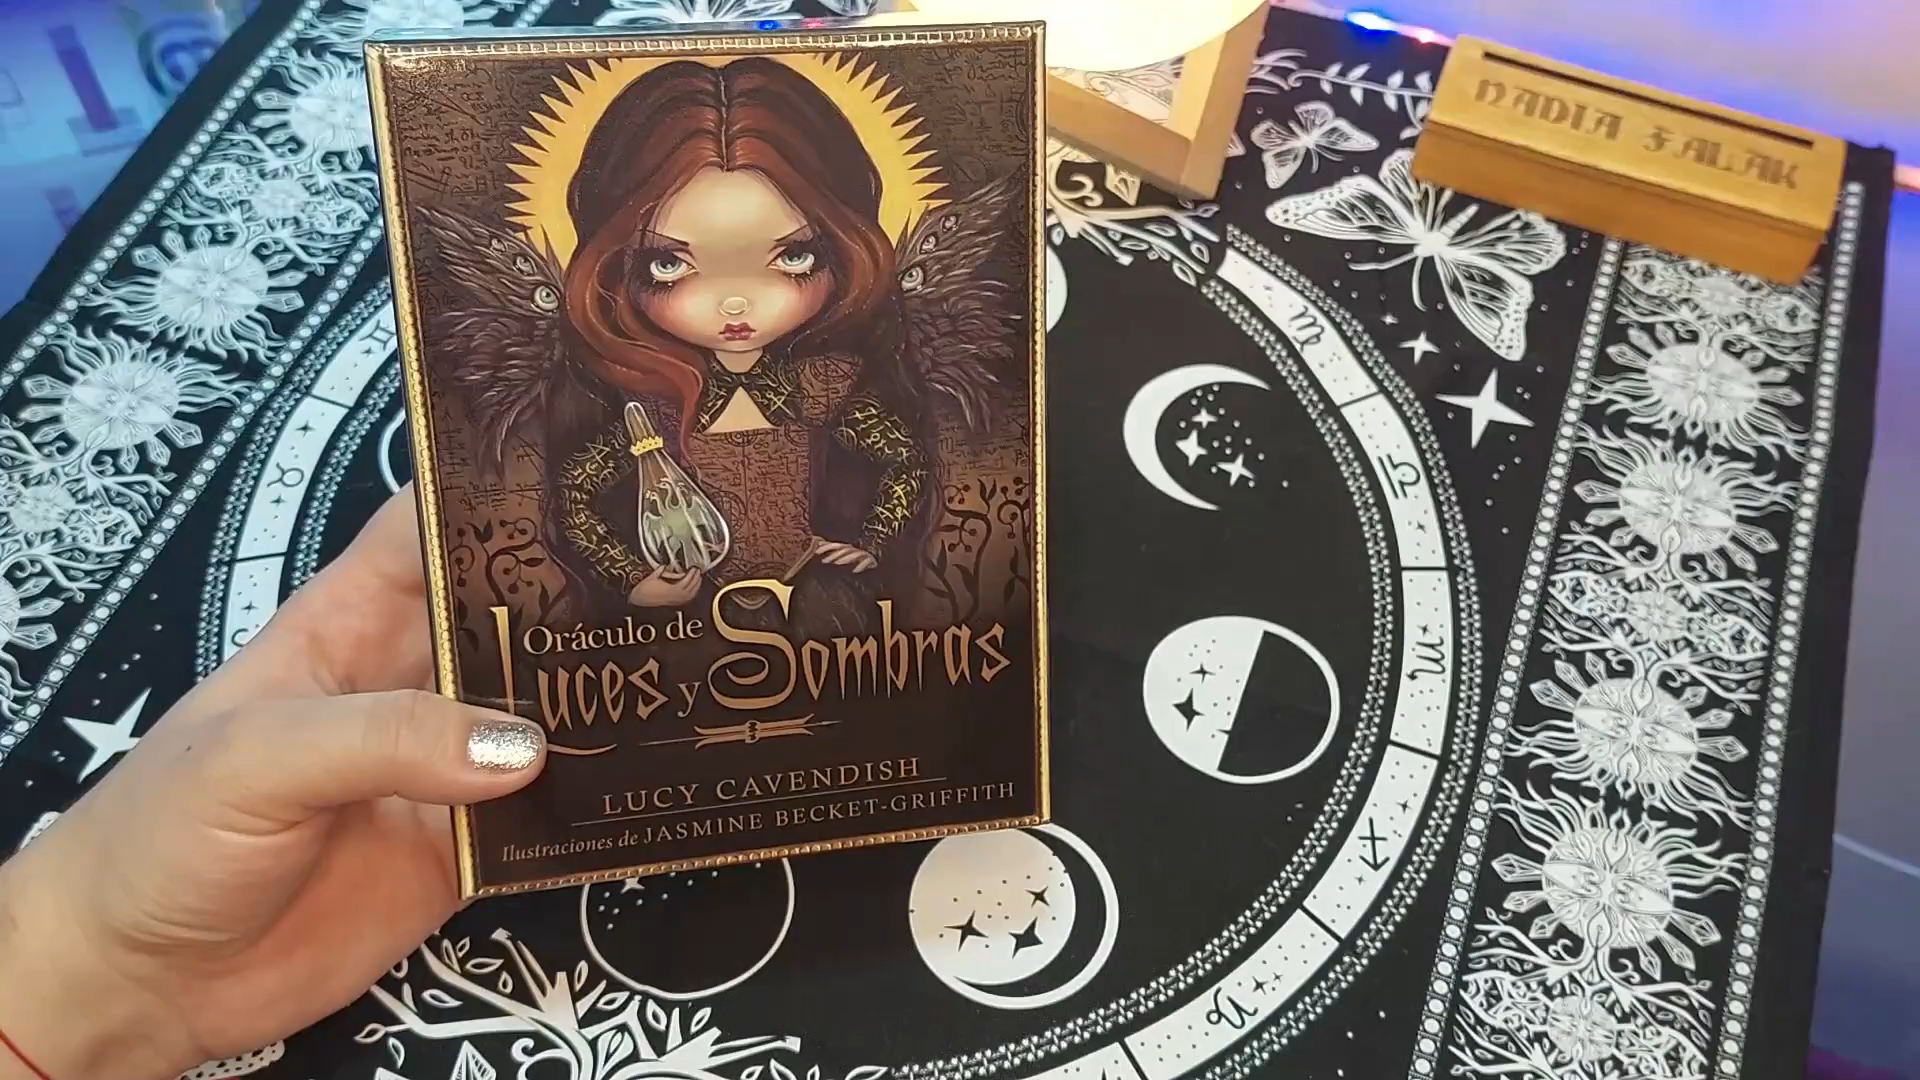 NADIA FALAK
Oráculo de
Luces y Sombras
LUCY CAVENDISH
Ilustraciones de JASMINE BECKET-GRIFFITH